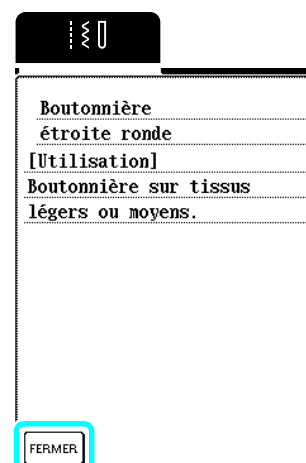 Boutonnière
étroite ronde
[Utilisation]
Boutonnière sur tissus
légers ou moyens.
FERMER